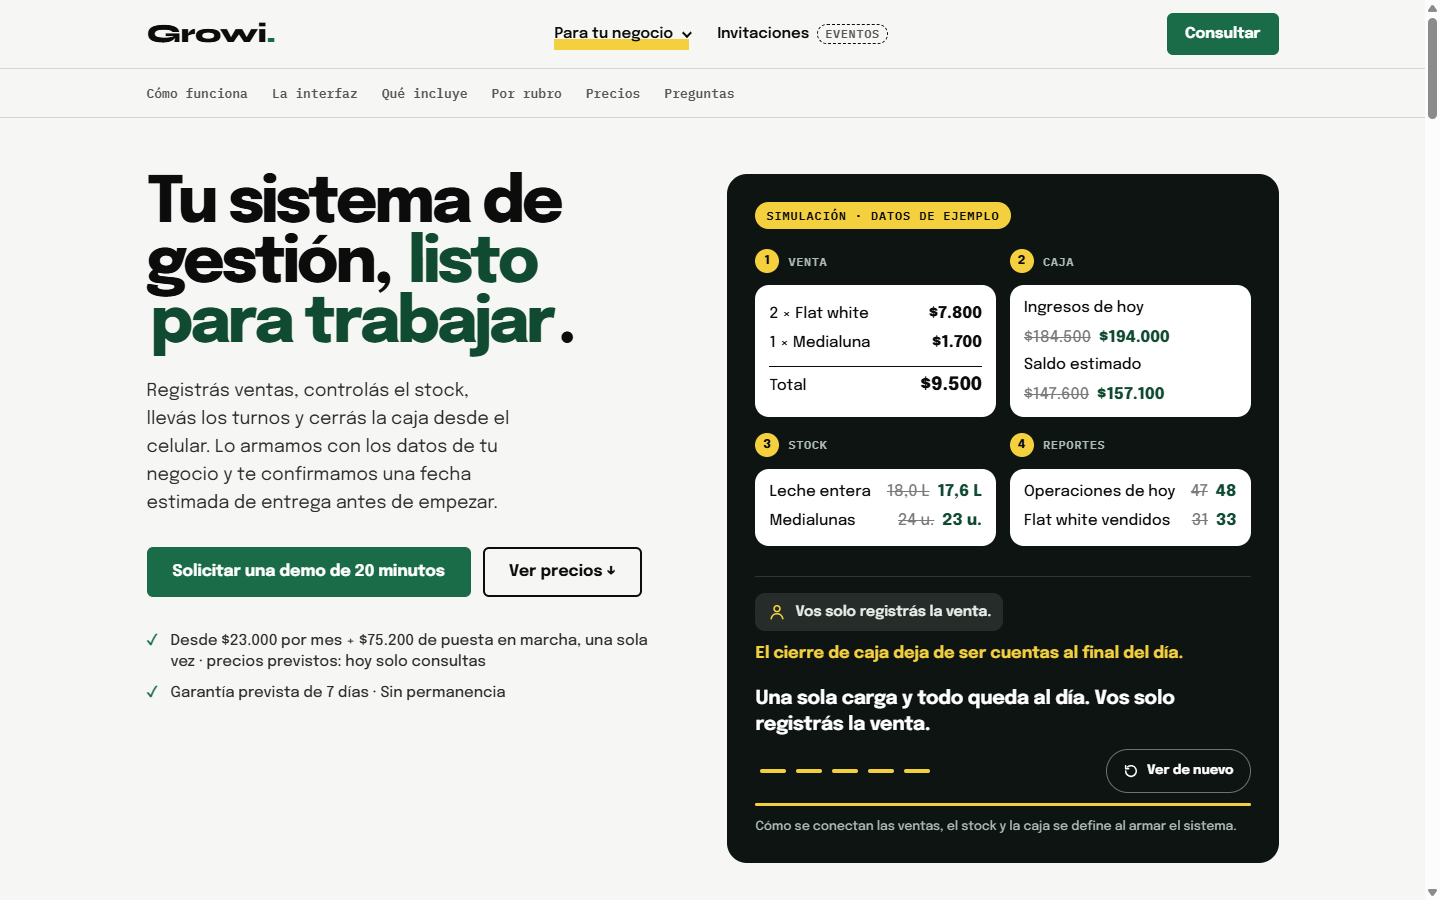 Growi.
Para tu negocio
Invitaciones
EVENTOS
Consultar
Cómo funciona
La interfaz
Qué incluye
Por rubro
Precios
Preguntas
Tu sistema de
gestión, listo
para trabajar.
Registrás ventas, controlás el stock,
llevás los turnos y cerrás la caja desde el
celular. Lo armamos con los datos de tu
negocio y te confirmamos una fecha
estimada de entrega antes de empezar.
Solicitar una demo de 20 minutos
Ver precios ↓
✓ Desde $23.000 por mes + $75.200 de puesta en marcha, una sola
vez · precios previstos: hoy solo consultas
✓ Garantía prevista de 7 días · Sin permanencia
SIMULACIÓN · DATOS DE EJEMPLO
1 VENTA
2 × Flat white $7.800
1 × Medialuna $1.700
Total $9.500
2 CAJA
Ingresos de hoy
$184.500 $194.000
Saldo estimado
$147.600 $157.100
3 STOCK
Leche entera 18,0 L 17,6 L
Medialunas 24 u. 23 u.
4 REPORTES
Operaciones de hoy 47 48
Flat white vendidos 31 33
Vos solo registrás la venta.
El cierre de caja deja de ser cuentas al final del día.
Una sola carga y todo queda al día. Vos solo
registrás la venta.
Ver de nuevo
Cómo se conectan las ventas, el stock y la caja se define al armar el sistema.